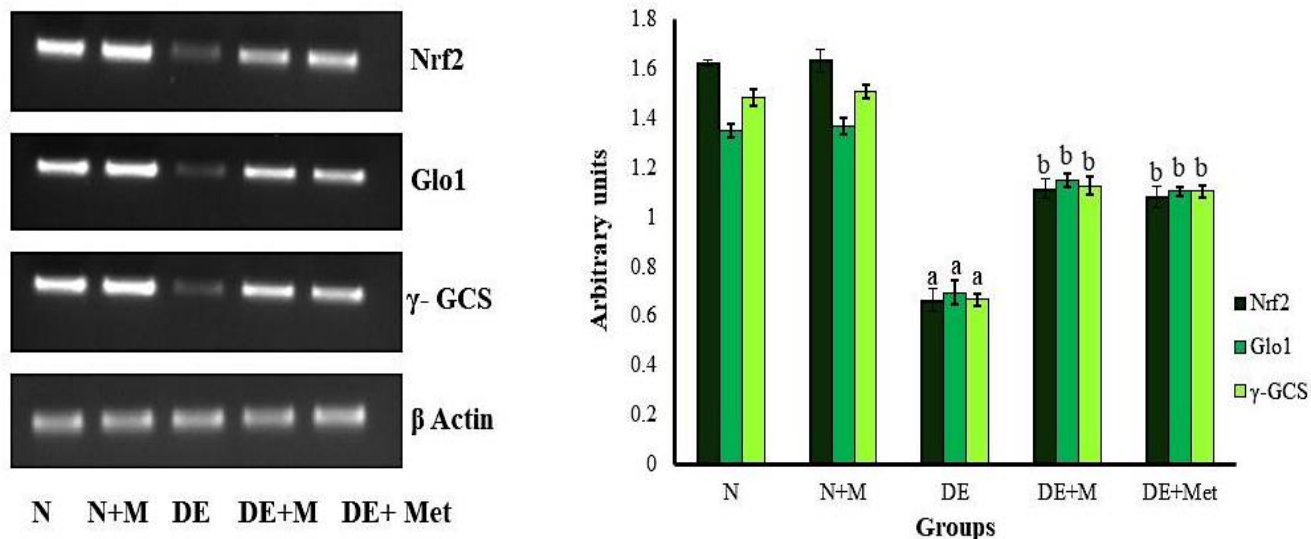 Nrf2
Glo1
γ- GCS
β Actin
N N+M DE DE+M DE+ Met
1.8
1.6
1.4
1.2
1
0.8
0.6
0.4
0.2
0
Arbitrary units
a a a
b b b
b b b
N N+M DE DE+M DE+Met
Groups
Nrf2
Glo1
γ-GCS